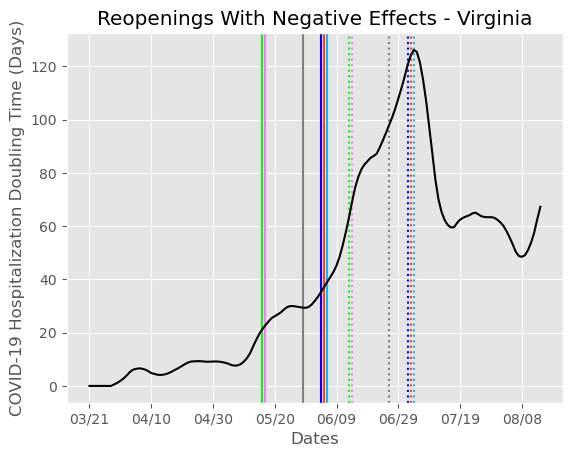 Reopenings With Negative Effects - Virginia
COVID-19 Hospitalization Doubling Time (Days)
120
100
80
60
40
20
0
03/21 04/10 04/30 05/20 06/09 06/29 07/19 08/08
Dates